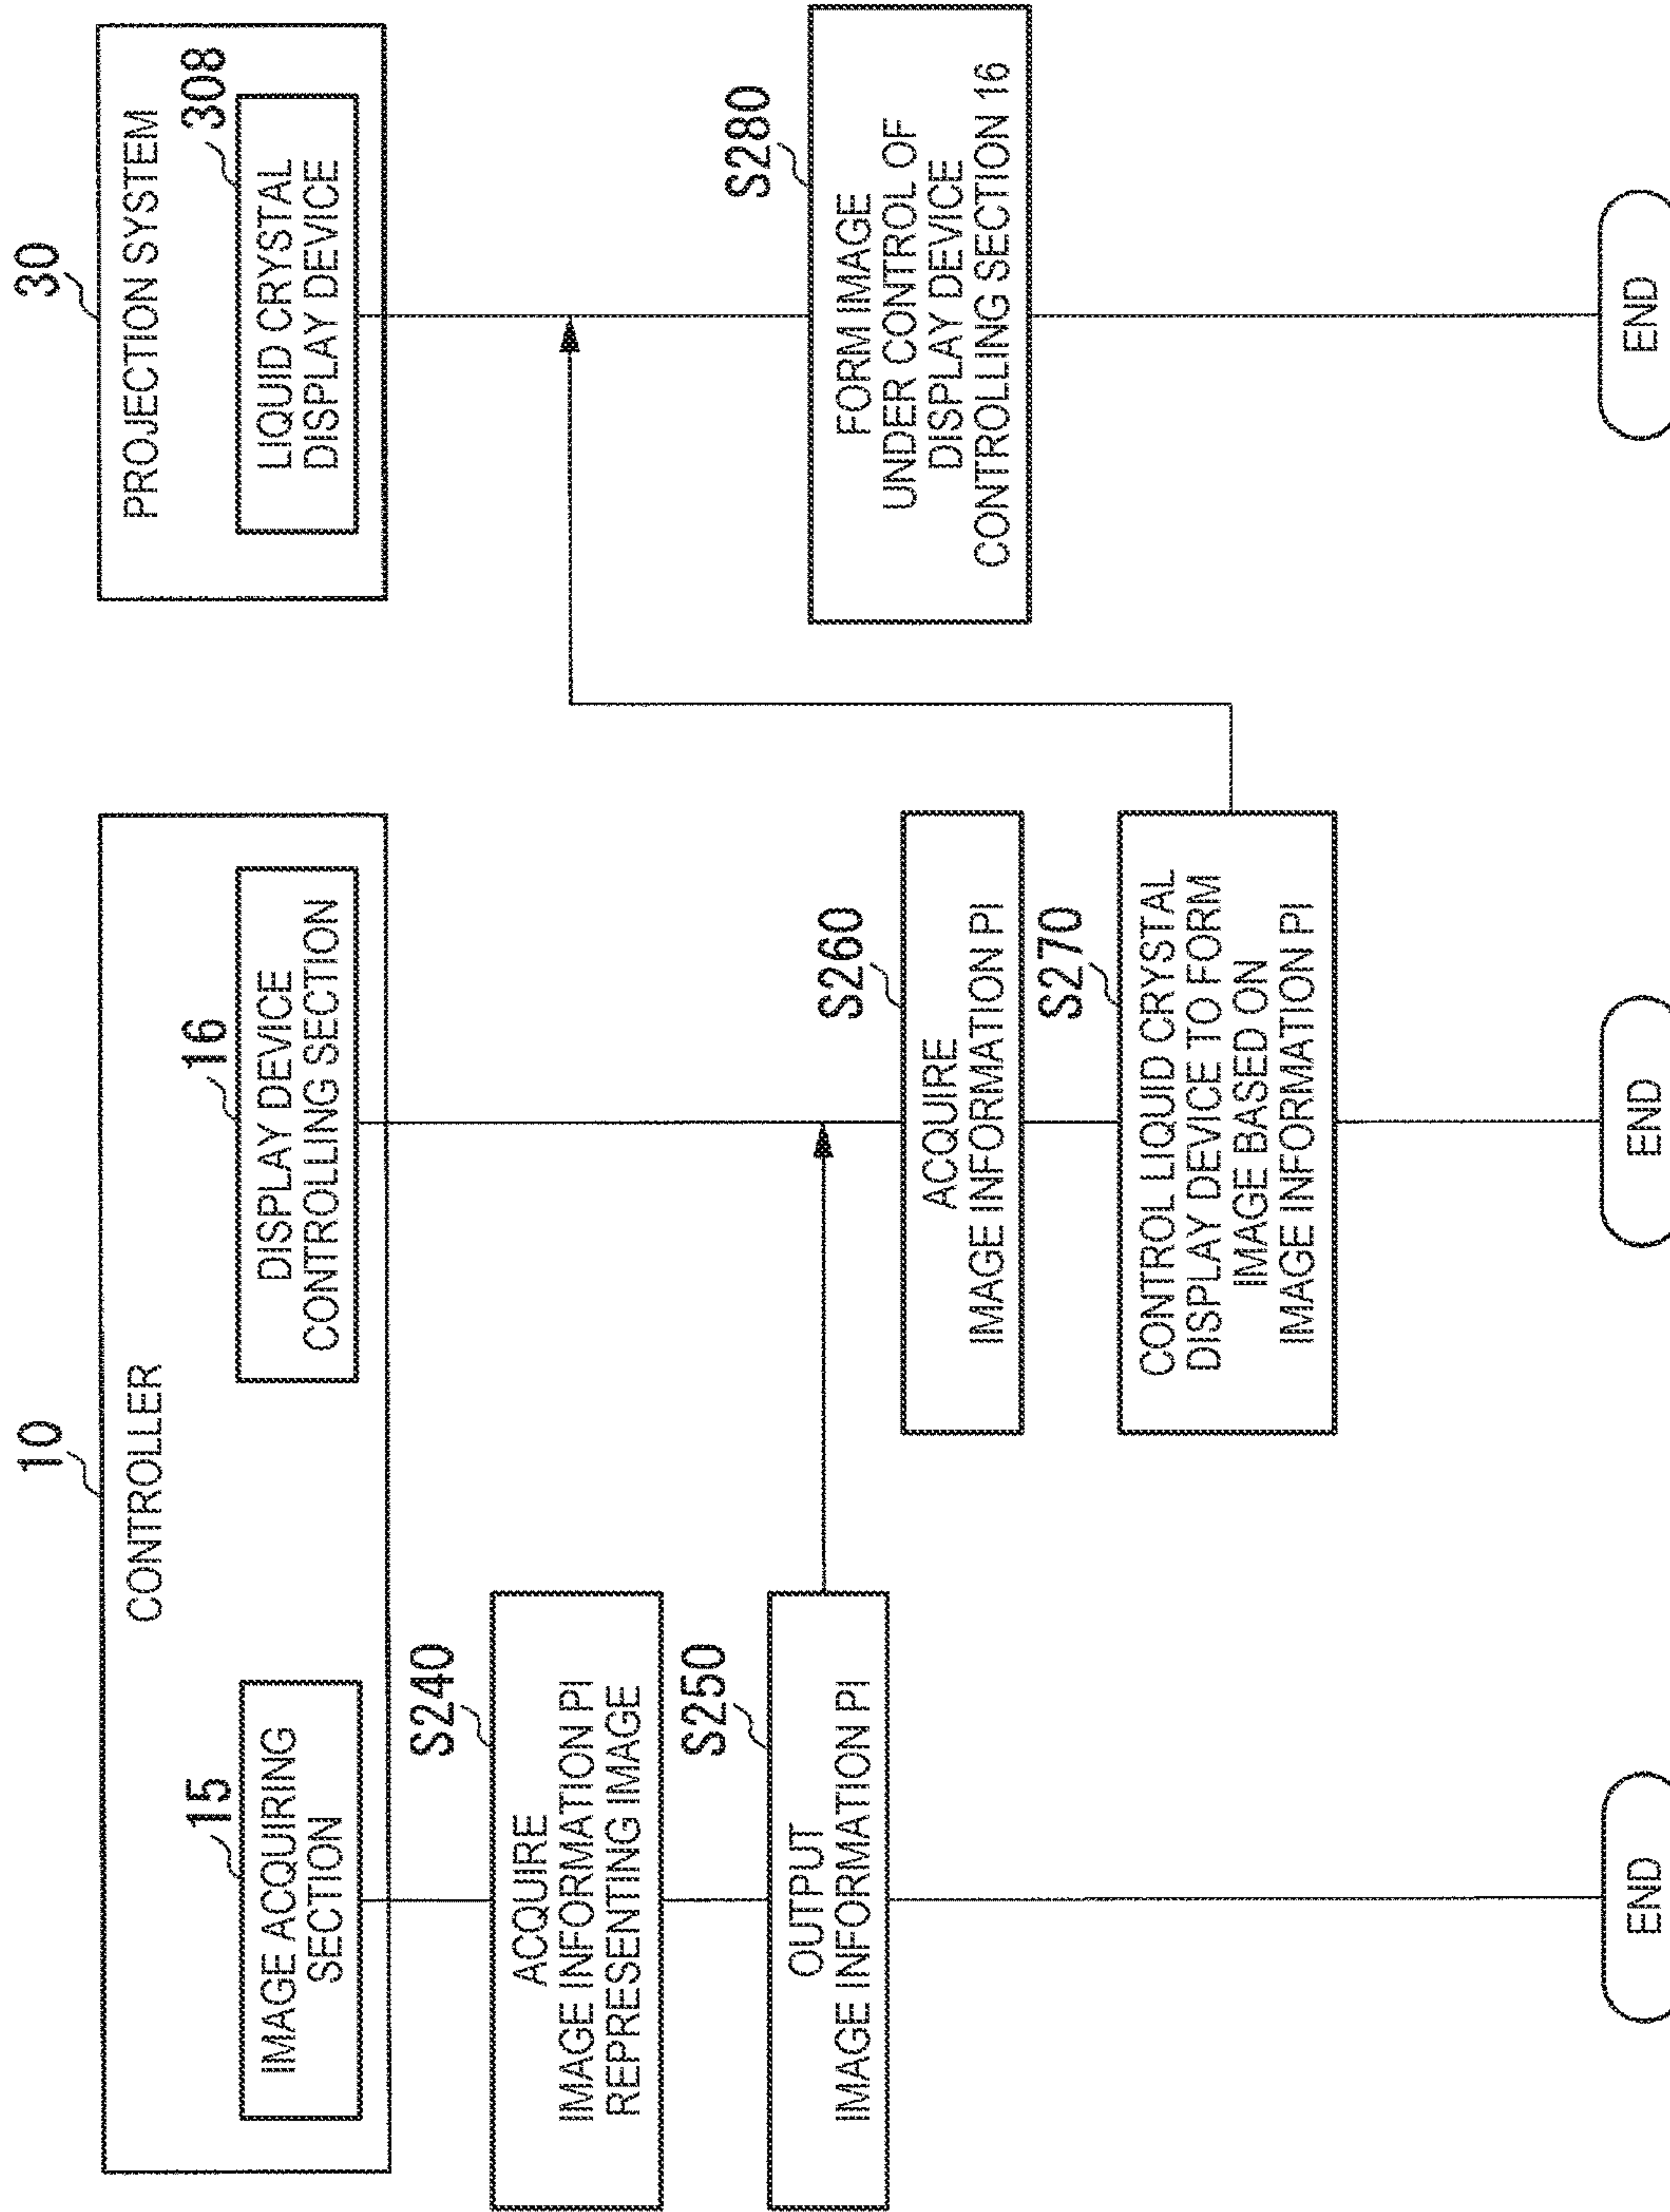 10
CONTROLLER
15
IMAGE ACQUIRING
SECTION
16
DISPLAY DEVICE
CONTROLLING SECTION
30
PROJECTION SYSTEM
308
LIQUID CRYSTAL
DISPLAY DEVICE
S240
ACQUIRE
IMAGE INFORMATION PI
REPRESENTING IMAGE
S250
OUTPUT
IMAGE INFORMATION PI
S260
ACQUIRE
IMAGE INFORMATION PI
S270
CONTROL LIQUID CRYSTAL
DISPLAY DEVICE TO FORM
IMAGE BASED ON
IMAGE INFORMATION PI
S280
FORM IMAGE
UNDER CONTROL OF
DISPLAY DEVICE
CONTROLLING SECTION 16
END
END
END